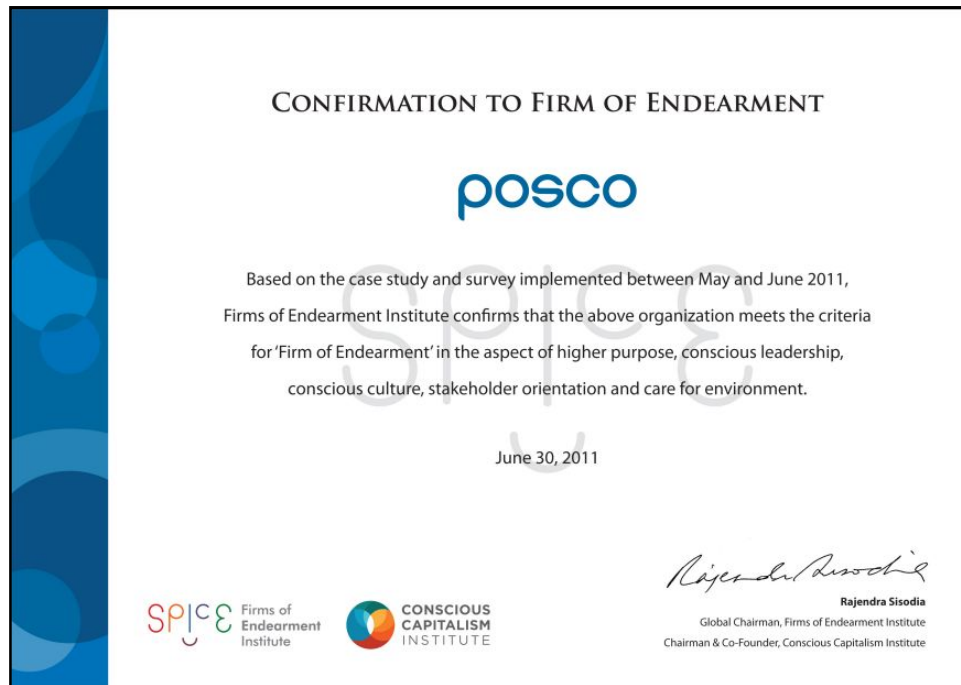 CONFIRMATION TO FIRM OF ENDEARMENT
posco
SPICE
Based on the case study and survey implemented between May and June 2011,
Firms of Endearment Institute confirms that the above organization meets the criteria
for 'Firm of Endearment' in the aspect of higher purpose, conscious leadership,
conscious culture, stakeholder orientation and care for environment.
June 30, 2011
Rajendra Sisodia
Rajendra Sisodia
Global Chairman, Firms of Endearment Institute
Chairman & Co-Founder, Conscious Capitalism Institute
SPICE
Firms of
Endearment
Institute
CONSCIOUS
CAPITALISM
INSTITUTE